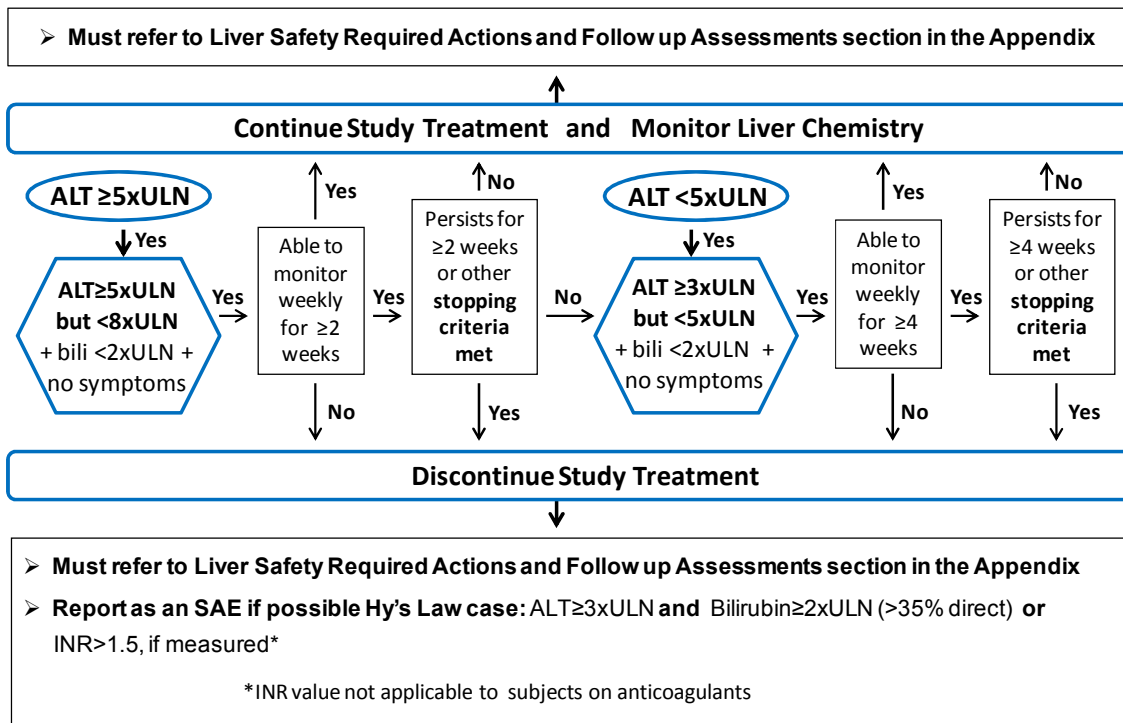 ➢ Must refer to Liver Safety Required Actions and Follow up Assessments section in the Appendix
Continue Study Treatment and Monitor Liver Chemistry
ALT ≥5xULN
Yes
ALT≥5xULN
but <8xULN
+ bili <2xULN +
no symptoms
Yes
Yes
Able to
monitor
weekly
for ≥2
weeks
No
Yes
No
Persists for
≥2 weeks
or other
stopping
criteria
met
Yes
No
ALT <5xULN
Yes
ALT ≥3xULN
but <5xULN
+ bili <2xULN +
no symptoms
Yes
Yes
Able to
monitor
weekly
for ≥4
weeks
No
Yes
No
Persists for
≥4 weeks
or other
stopping
criteria
met
Yes
Discontinue Study Treatment
➢ Must refer to Liver Safety Required Actions and Follow up Assessments section in the Appendix
➢ Report as an SAE if possible Hy's Law case: ALT≥3xULN and Bilirubin≥2xULN (>35% direct) or
INR>1.5, if measured*
*INR value not applicable to subjects on anticoagulants